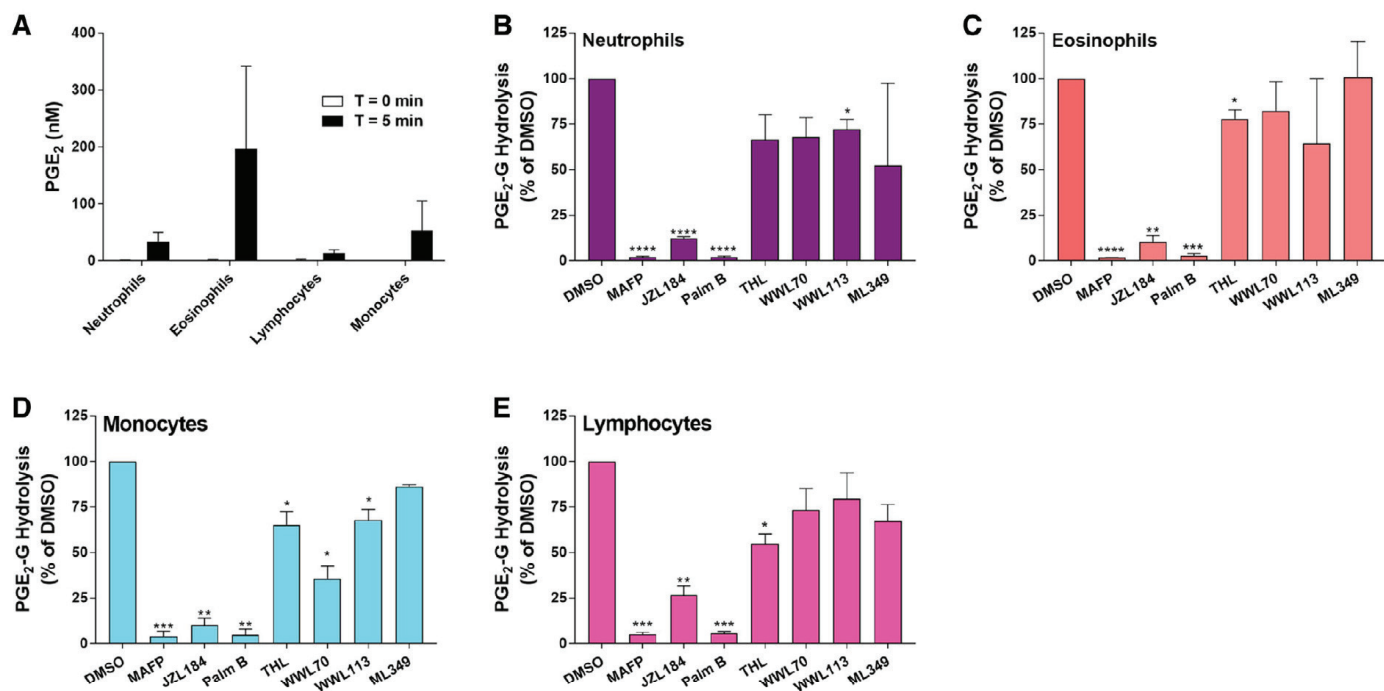 A
PGE2 (nM)
400
300
200
100
0
T = 0 min
T = 5 min
Neutrophils
Eosinophils
Lymphocytes
Monocytes
B
Neutrophils
PGE2-G Hydrolysis
(% of DMSO)
125
100
75
50
25
0
****
****
****
*
DMSO
MAFP
JZL184
Palm B
THL
WWL70
WWL113
ML349
C
Eosinophils
PGE2-G Hydrolysis
(% of DMSO)
125
100
75
50
25
0
****
**
***
*
DMSO
MAFP
JZL184
Palm B
THL
WWL70
WWL113
ML349
D
Monocytes
PGE2-G Hydrolysis
(% of DMSO)
125
100
75
50
25
0
***
**
**
*
*
*
DMSO
MAFP
JZL184
Palm B
THL
WWL70
WWL113
ML349
E
Lymphocytes
PGE2-G Hydrolysis
(% of DMSO)
125
100
75
50
25
0
***
**
***
*
DMSO
MAFP
JZL184
Palm B
THL
WWL70
WWL113
ML349